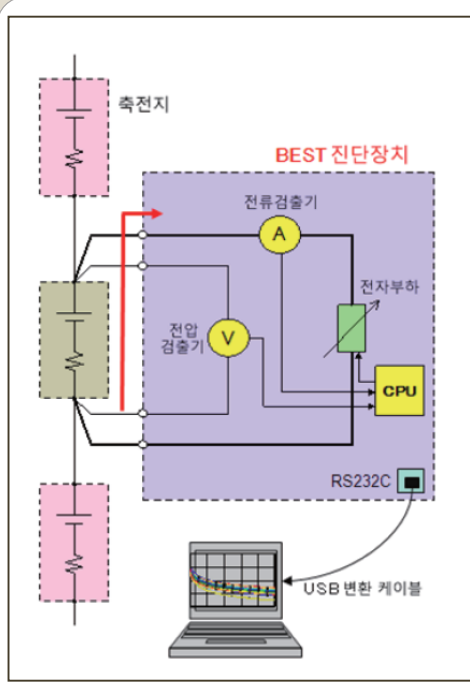 축전지
BEST 진단장치
전류검출기
A
전자부하
전압
검출기
V
CPU
RS232C
USB 변환 케이블